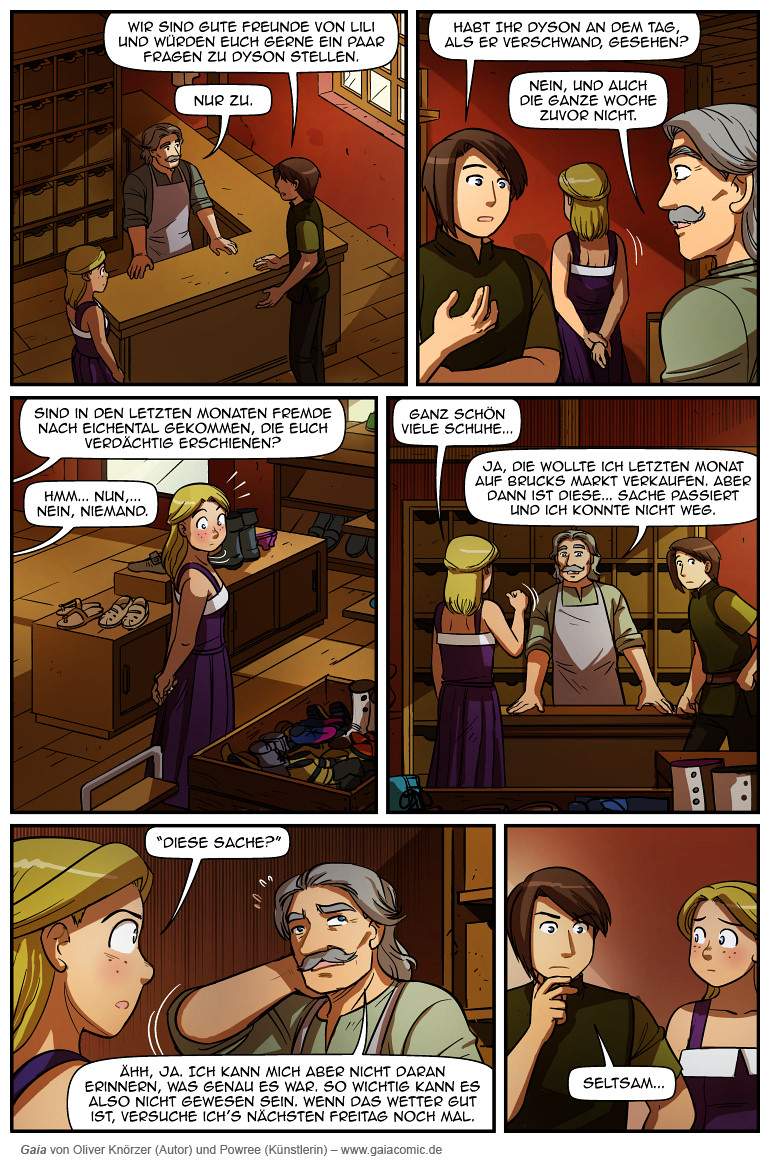 WIR SIND GUTE FREUNDE VON LILI
UND WÜRDEN EUCH GERNE EIN PAAR
FRAGEN ZU DYSON STELLEN.
NUR ZU.
HABT IHR DYSON AN DEM TAG,
ALS ER VERSCHWAND, GESEHEN?
NEIN, UND AUCH
DIE GANZE WOCHE
ZUVOR NICHT.
SIND IN DEN LETZTEN MONATEN FREMDE
NACH EICHENTAL GEKOMMEN, DIE EUCH
VERDÄCHTIG ERSCHIENEN?
HMM... NUN,...
NEIN, NIEMAND.
GANZ SCHÖN
VIELE SCHUHE...
JA, DIE WOLLTE ICH LETZTEN MONAT
AUF BRUCKS MARKT VERKAUFEN. ABER
DANN IST DIESE... SACHE PASSIERT
UND ICH KONNTE NICHT WEG.
"DIESE SACHE?"
ÄHH, JA. ICH KANN MICH ABER NICHT DARAN
ERINNERN, WAS GENAU ES WAR. SO WICHTIG KANN ES
ALSO NICHT GEWESEN SEIN. WENN DAS WETTER GUT
IST, VERSUCHE ICH'S NÄCHSTEN FREITAG NOCH MAL.
SELTSAM...
Gaia von Oliver Knörzer (Autor) und Powree (Künstlerin) – www.gaiacomic.de